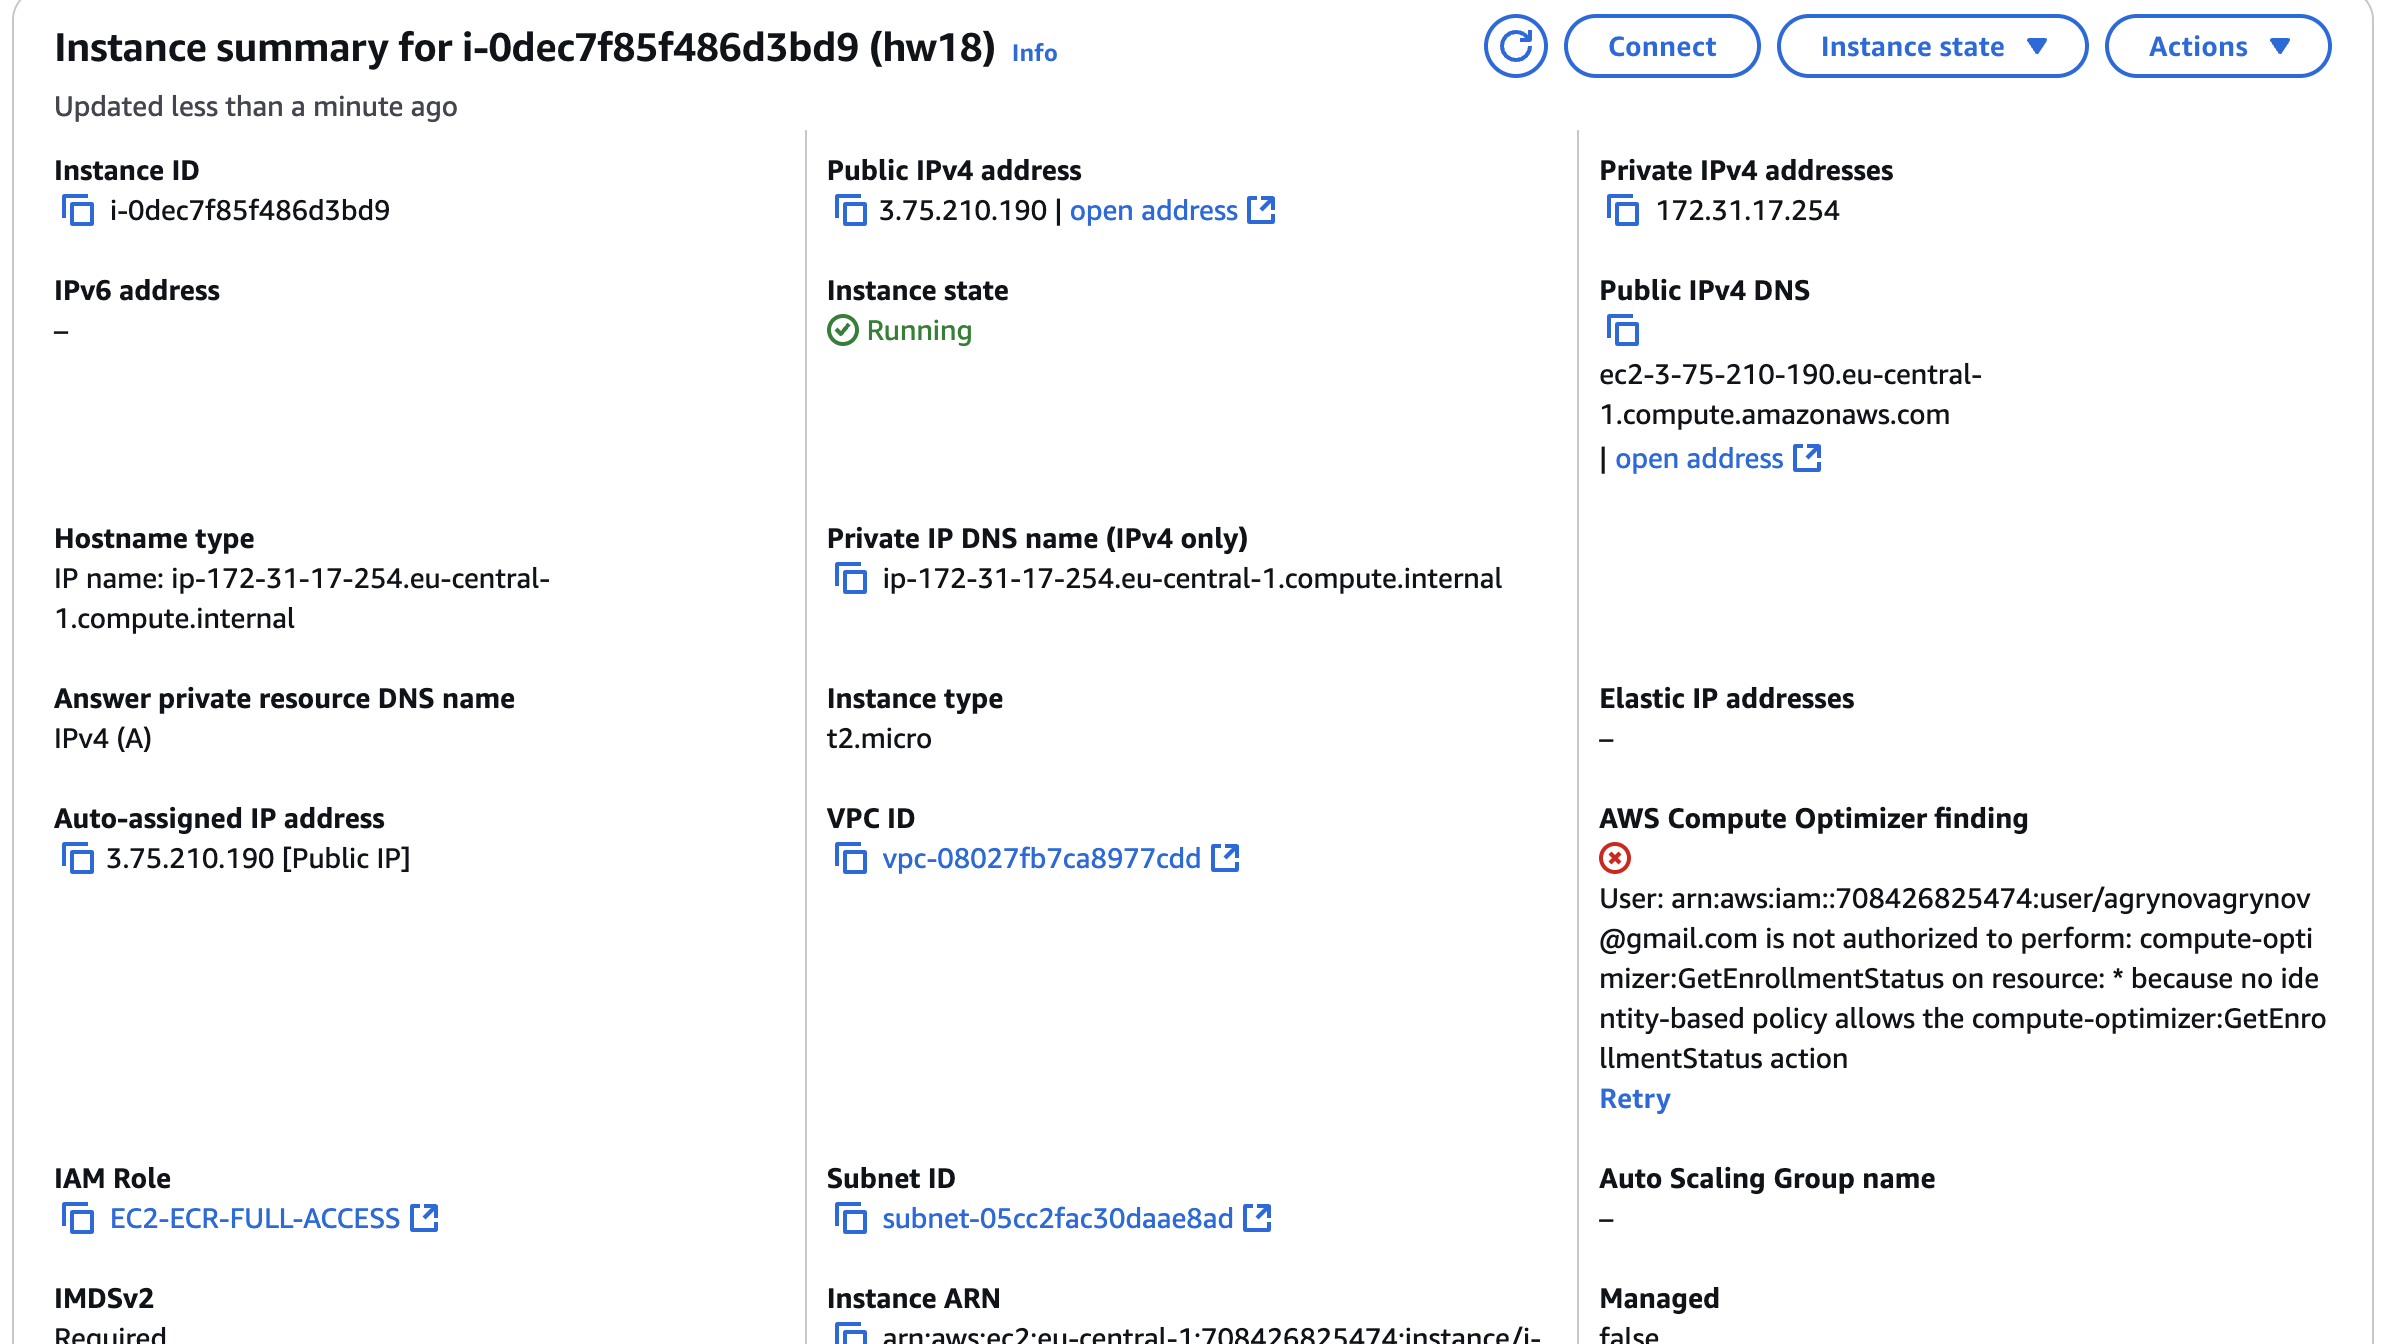 Instance summary for i-0dec7f85f486d3bd9 (hw18) Info
Connect
Instance state
Actions
Updated less than a minute ago
Instance ID
i-0dec7f85f486d3bd9
Public IPv4 address
3.75.210.190 | open address
Private IPv4 addresses
172.31.17.254
IPv6 address
–
Instance state
Running
Public IPv4 DNS
ec2-3-75-210-190.eu-central-
1.compute.amazonaws.com
| open address
Hostname type
IP name: ip-172-31-17-254.eu-central-
1.compute.internal
Private IP DNS name (IPv4 only)
ip-172-31-17-254.eu-central-1.compute.internal
Answer private resource DNS name
IPv4 (A)
Instance type
t2.micro
Elastic IP addresses
–
Auto-assigned IP address
3.75.210.190 [Public IP]
VPC ID
vpc-08027fb7ca8977cdd
AWS Compute Optimizer finding
User: arn:aws:iam::708426825474:user/agrynovagrynov
@gmail.com is not authorized to perform: compute-opti
mizer:GetEnrollmentStatus on resource: * because no ide
ntity-based policy allows the compute-optimizer:GetEnro
llmentStatus action
Retry
IAM Role
EC2-ECR-FULL-ACCESS
Subnet ID
subnet-05cc2fac30daae8ad
Auto Scaling Group name
–
IMDSv2
Required
Instance ARN
arn:aws:ec2:eu-central-1:708426825474:instance/i-
Managed
false